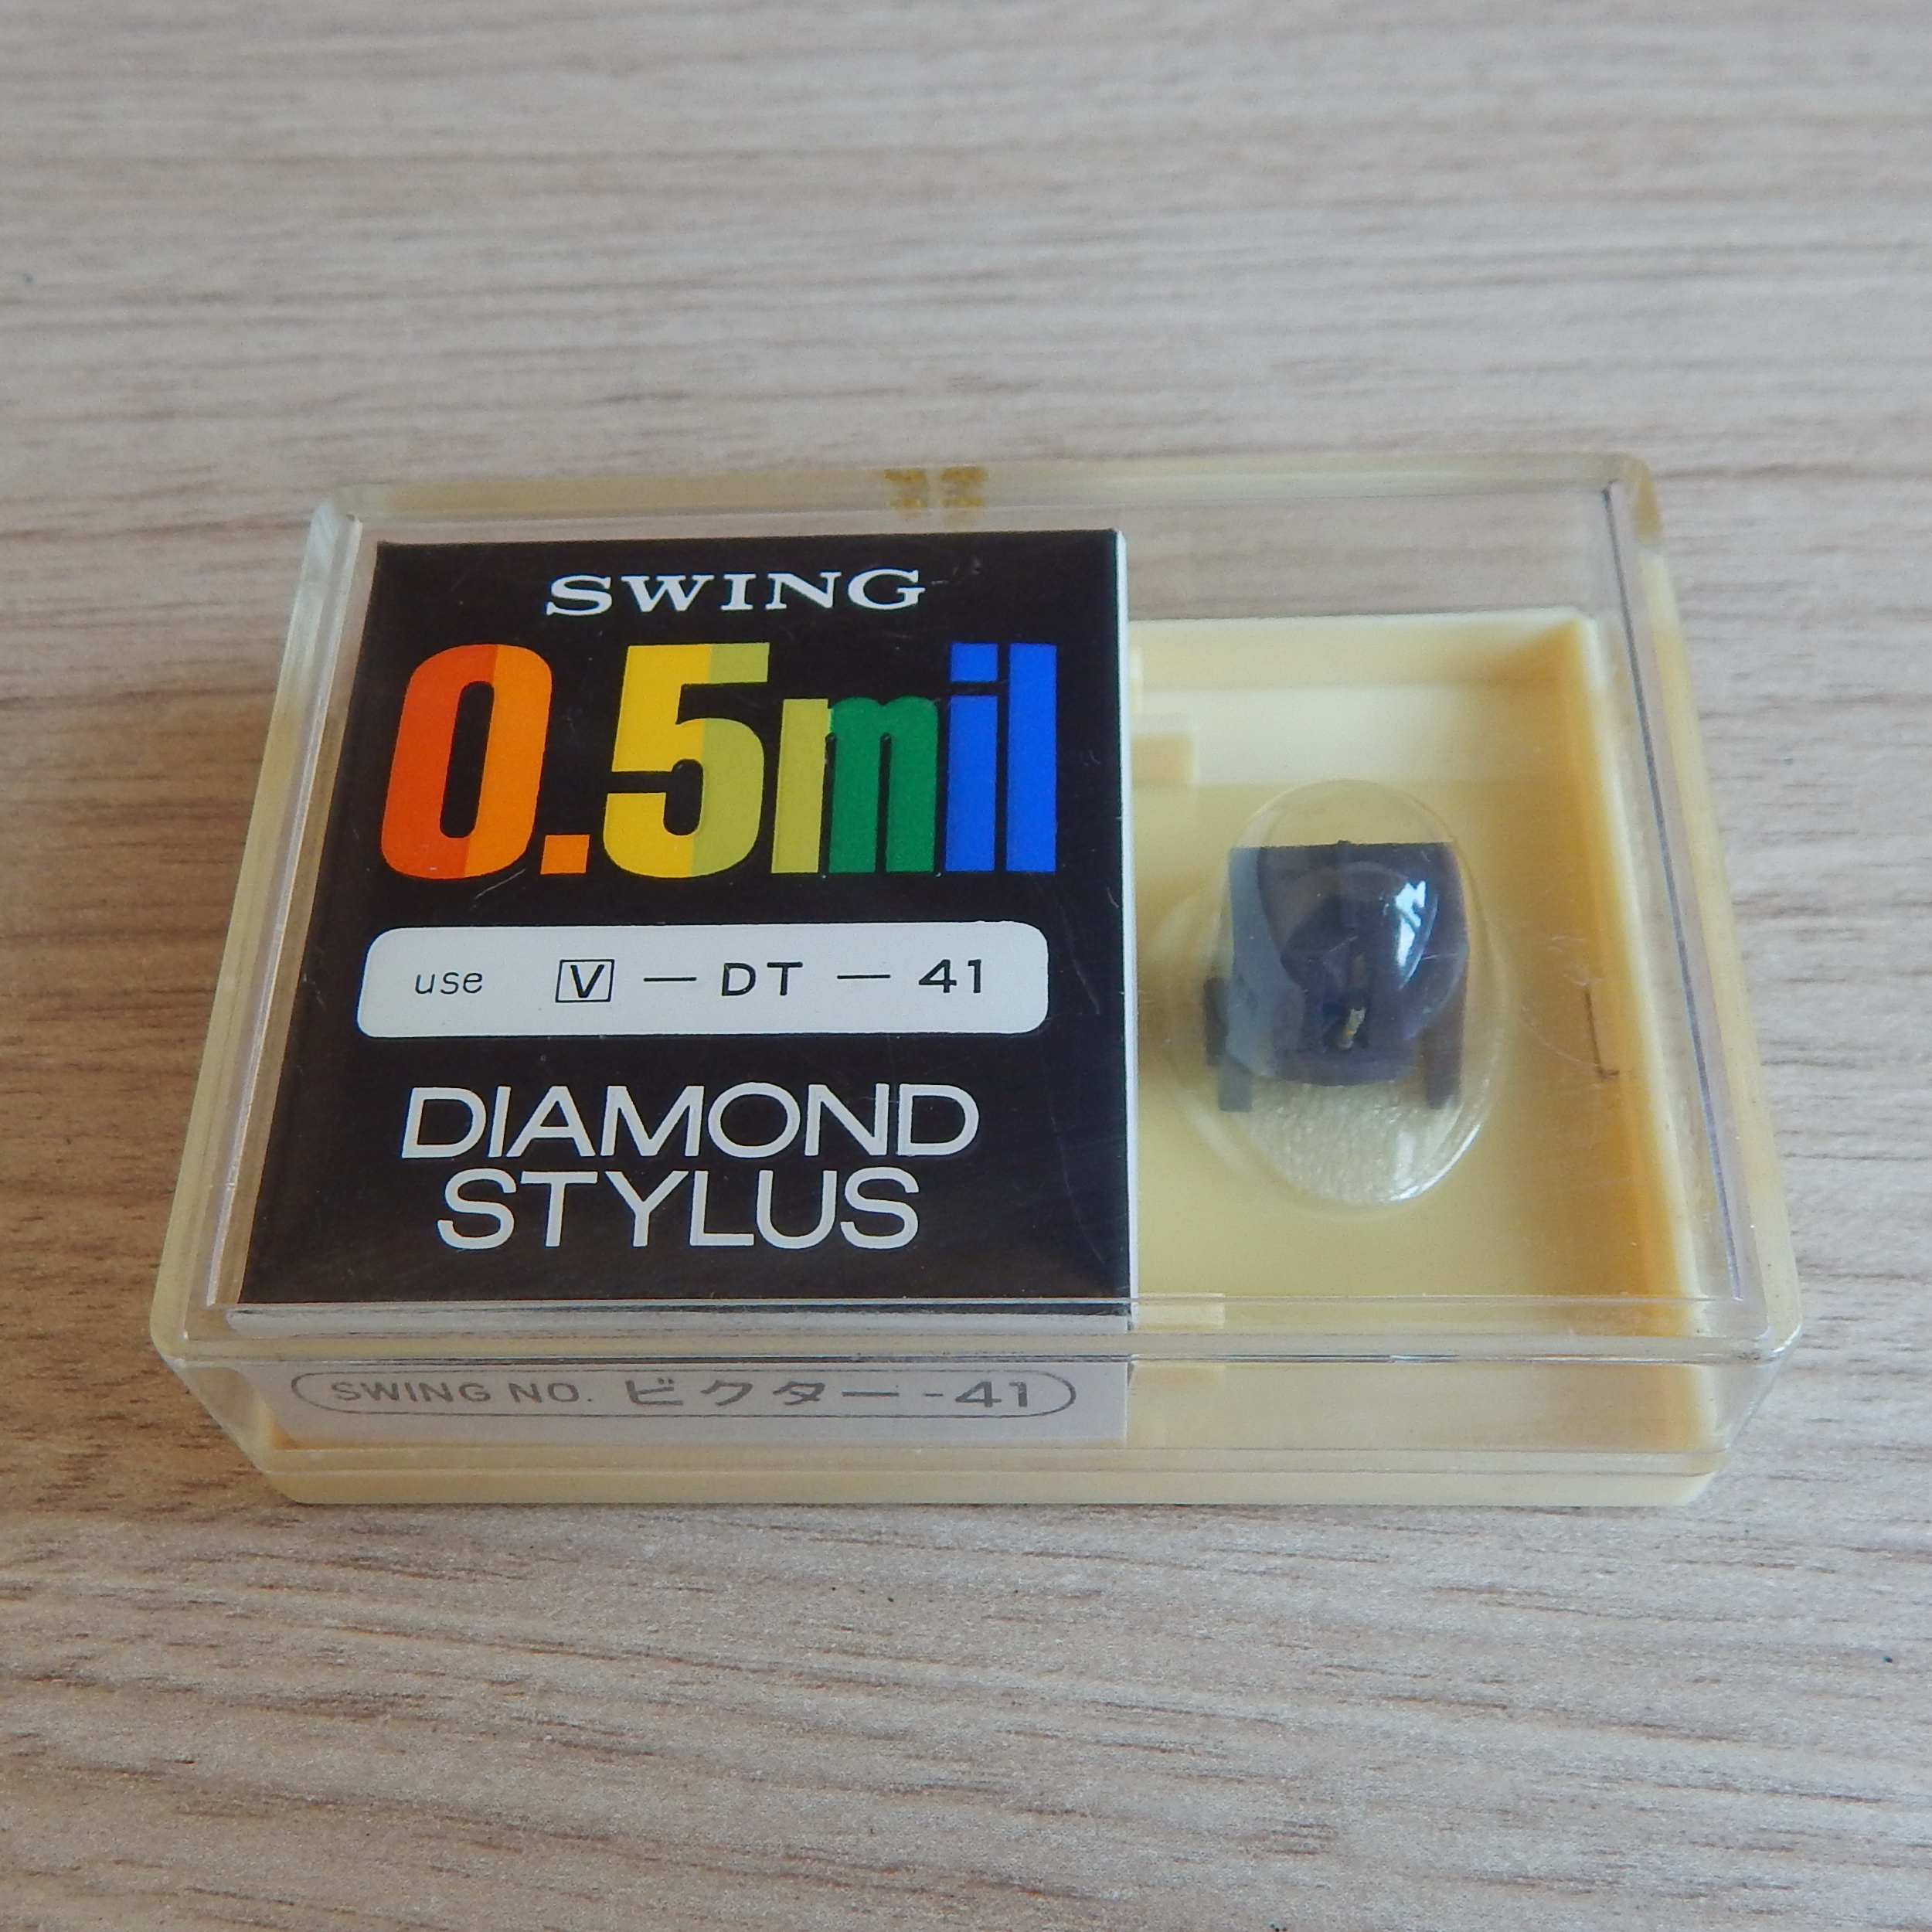 SWING
0.5mil
use V - DT - 41
DIAMOND
STYLUS
SWING NO. ビクター -41